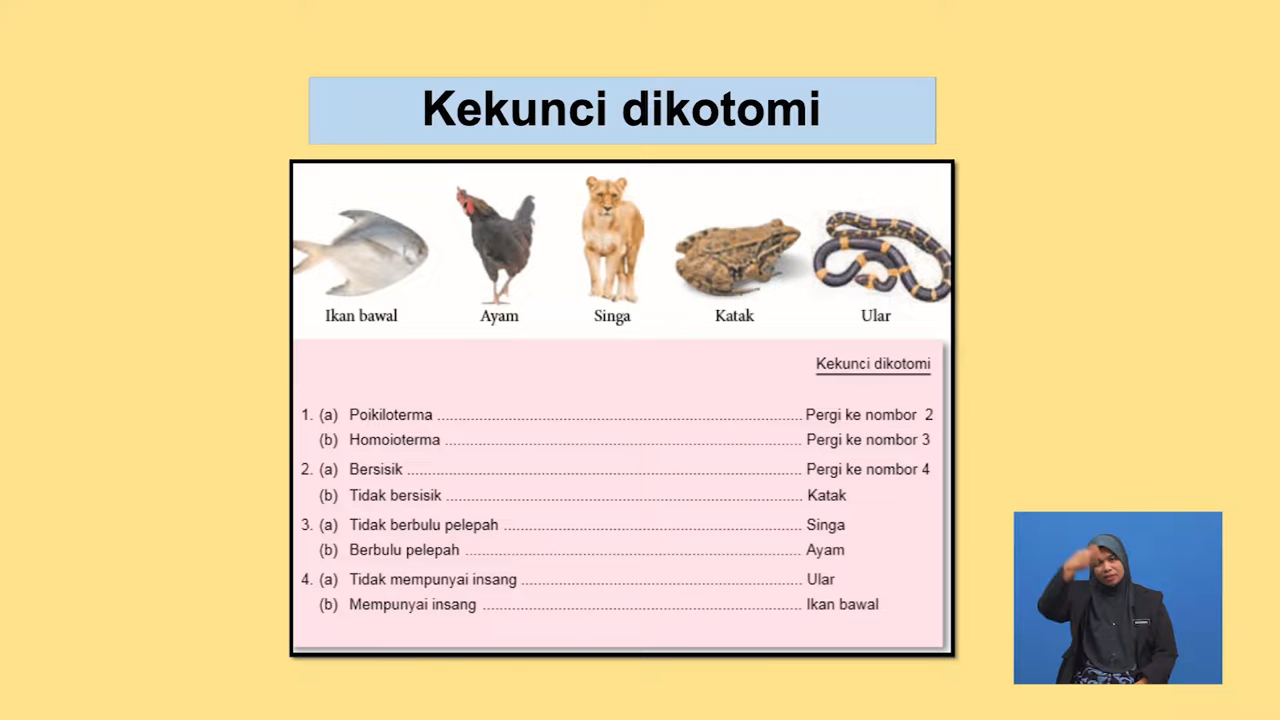 Kekunci dikotomi
Ikan bawal Ayam Singa Katak Ular
Kekunci dikotomi
1. (a) Poikiloterma ........ Pergi ke nombor 2
(b) Homoioterma ........ Pergi ke nombor 3
2. (a) Bersisik ........ Pergi ke nombor 4
(b) Tidak bersisik ........ Katak
3. (a) Tidak berbulu pelepah ........ Singa
(b) Berbulu pelepah ........ Ayam
4. (a) Tidak mempunyai insang ........ Ular
(b) Mempunyai insang ........ Ikan bawal